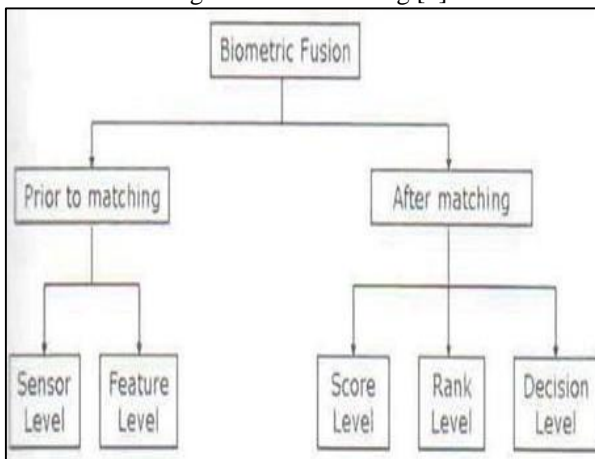 Biometric Fusion
Prior to matching
After matching
Sensor
Level
Feature
Level
Score
Level
Rank
Level
Decision
Level